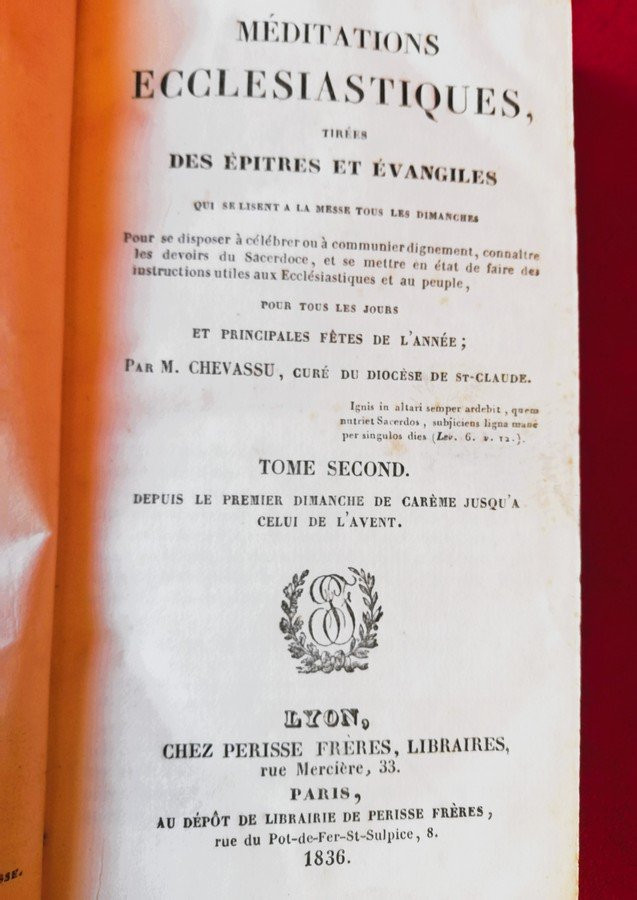 MÉDITATIONS
ECCLESIASTIQUES,
TIRÉES
DES ÈPITRES ET ÉVANGILES
QUI SE LISENT A LA MESSE TOUS LES DIMANCHES
Pour se disposer à célébrer ou à communier dignement, connaître
les devoirs du Sacerdoce, et se mettre en état de faire des
instructions utiles aux Ecclésiastiques et au peuple,
POUR TOUS LES JOURS
ET PRINCIPALES FÊTES DE L'ANNÉE;
PAR M. CHEVASSU, CURÉ DU DIOCÈSE DE ST-CLAUDE.
Ignis in altari semper ardebit, quem
nutriet Sacerdos, subjiciens ligna mane
per singulos dies (Lev. 6. v. 12.).
TOME SECOND.
DEPUIS LE PREMIER DIMANCHE DE CARÈME JUSQU'A
CELUI DE L'AVENT.
LYON,
CHEZ PERISSE FRÈRES, LIBRAIRES,
rue Mercière, 33.
PARIS,
AU DÉPÔT DE LIBRAIRIE DE PERISSE FRÈRES,
rue du Pot-de-Fer-St-Sulpice, 8.
1836.